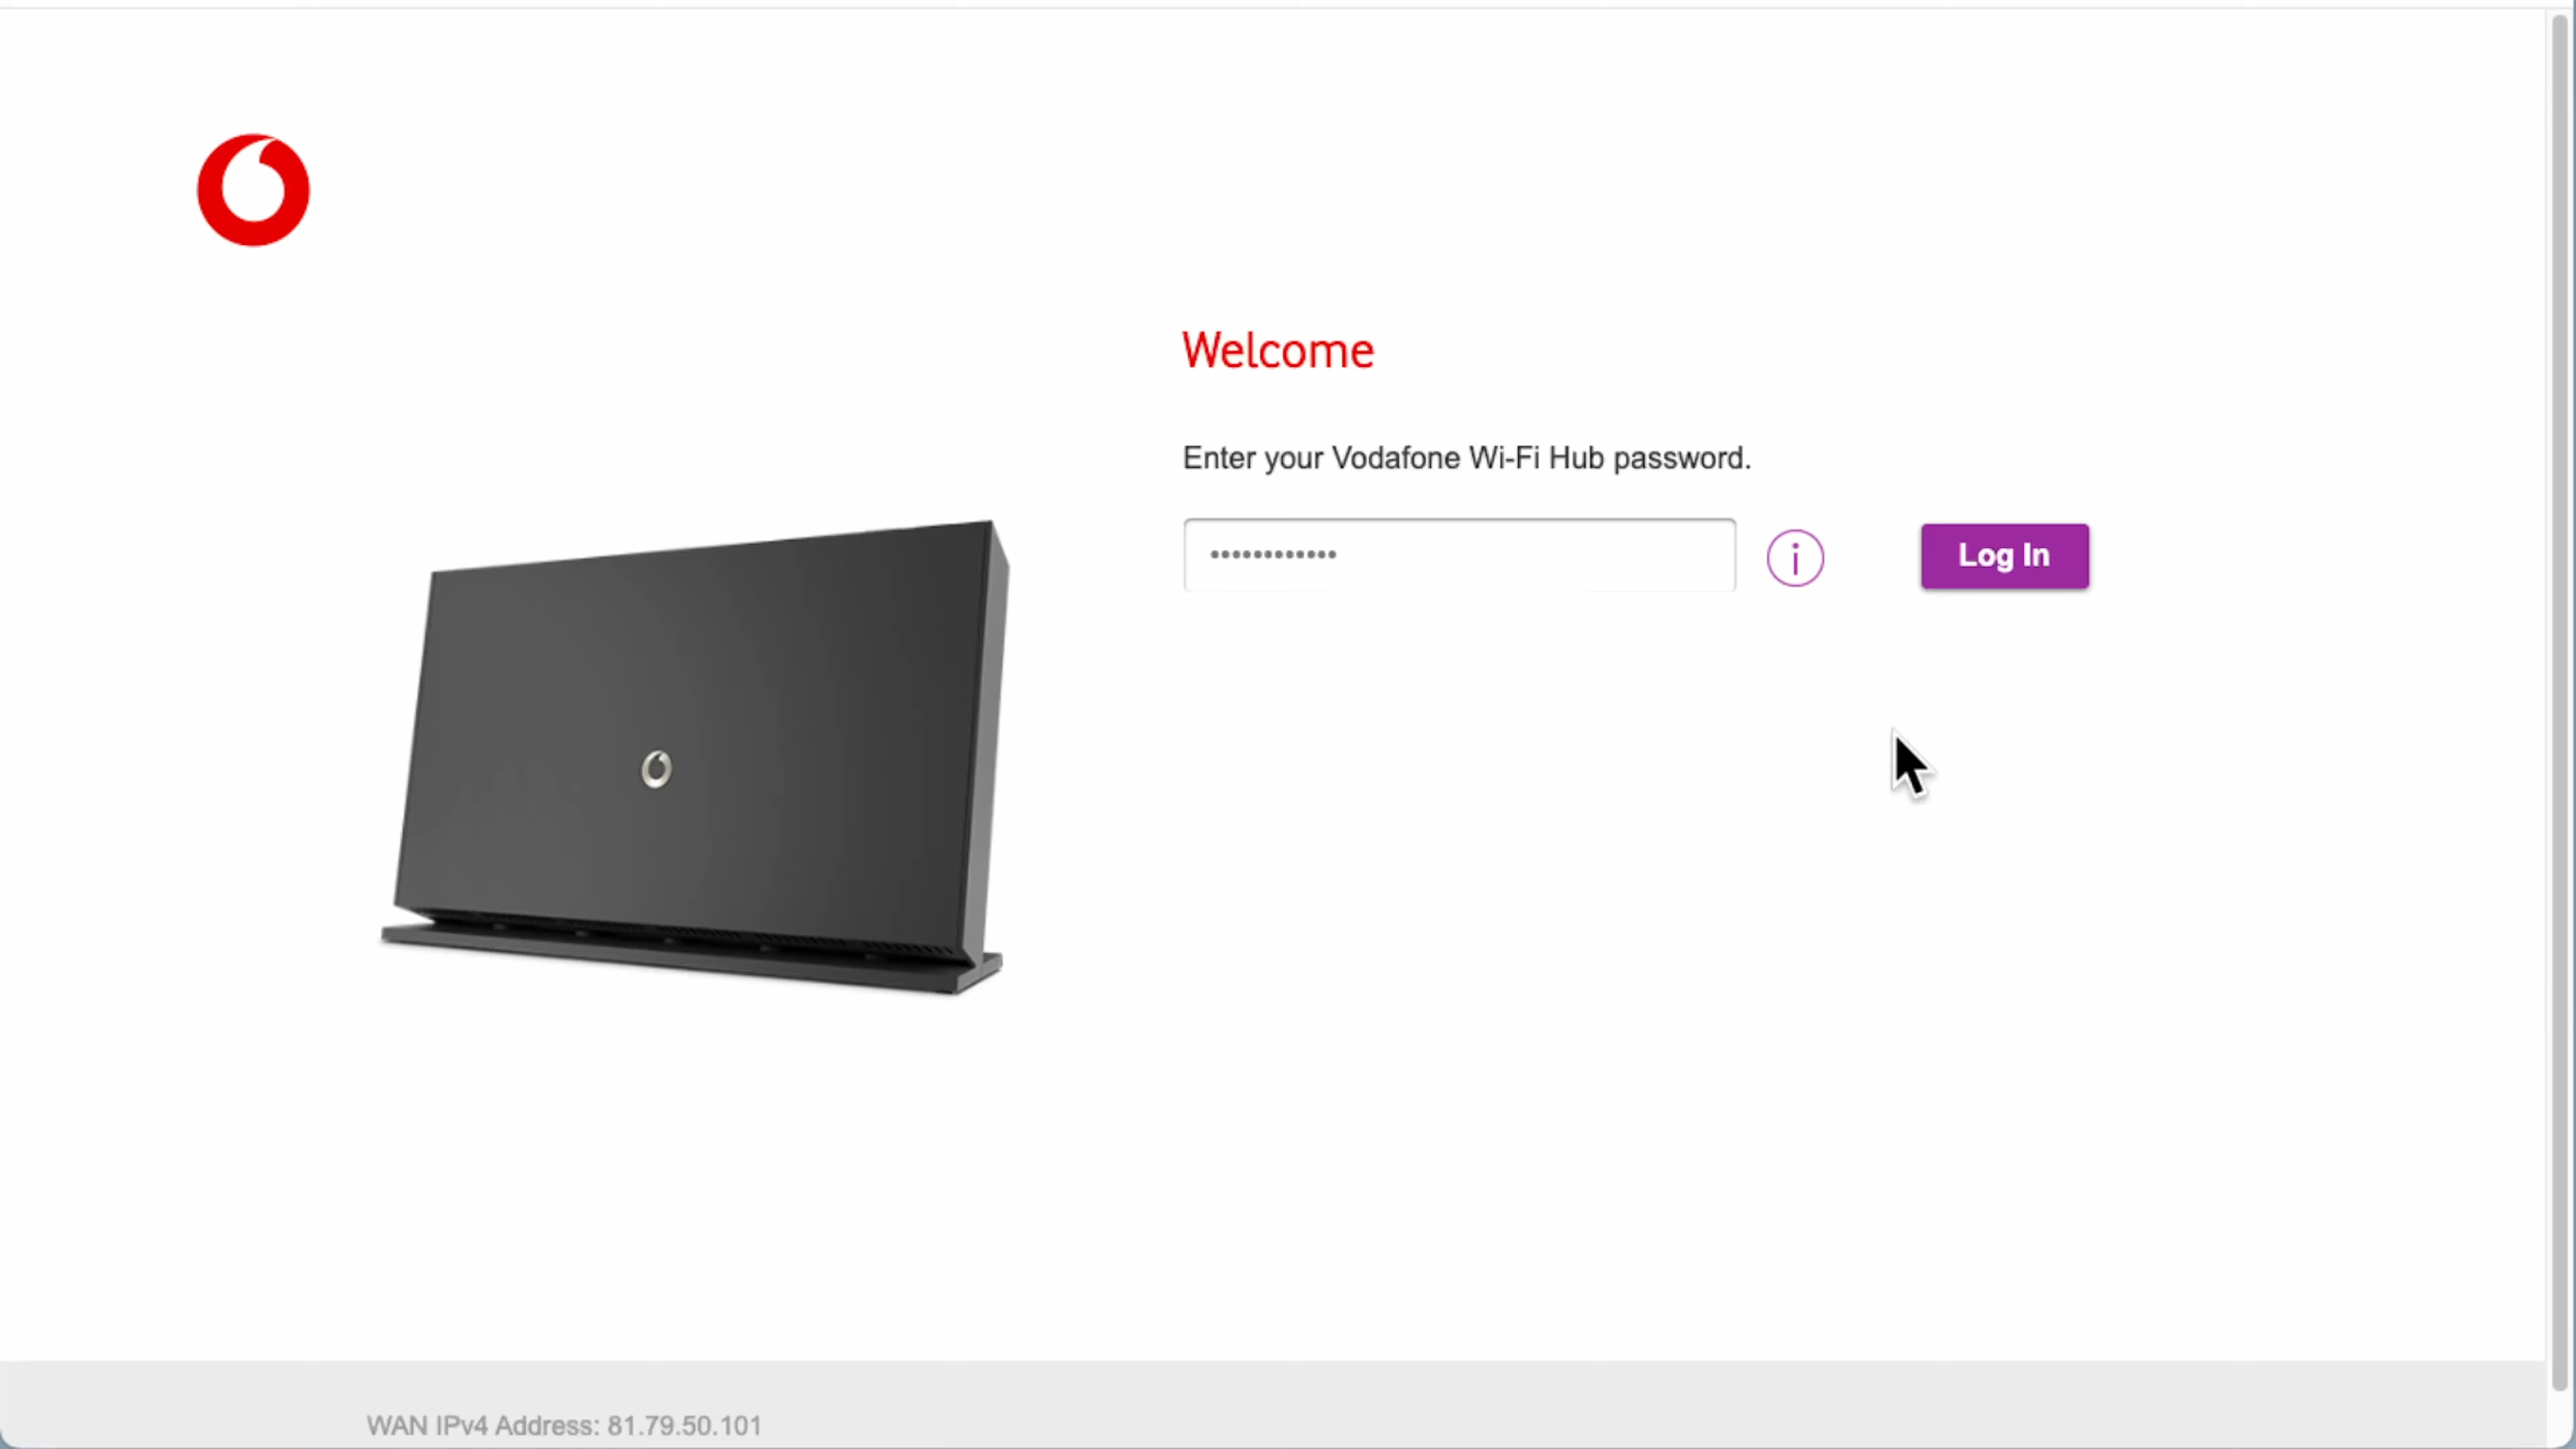 Welcome
Enter your Vodafone Wi-Fi Hub password.
••••••••••••
Log In
WAN IPv4 Address: 81.79.50.101